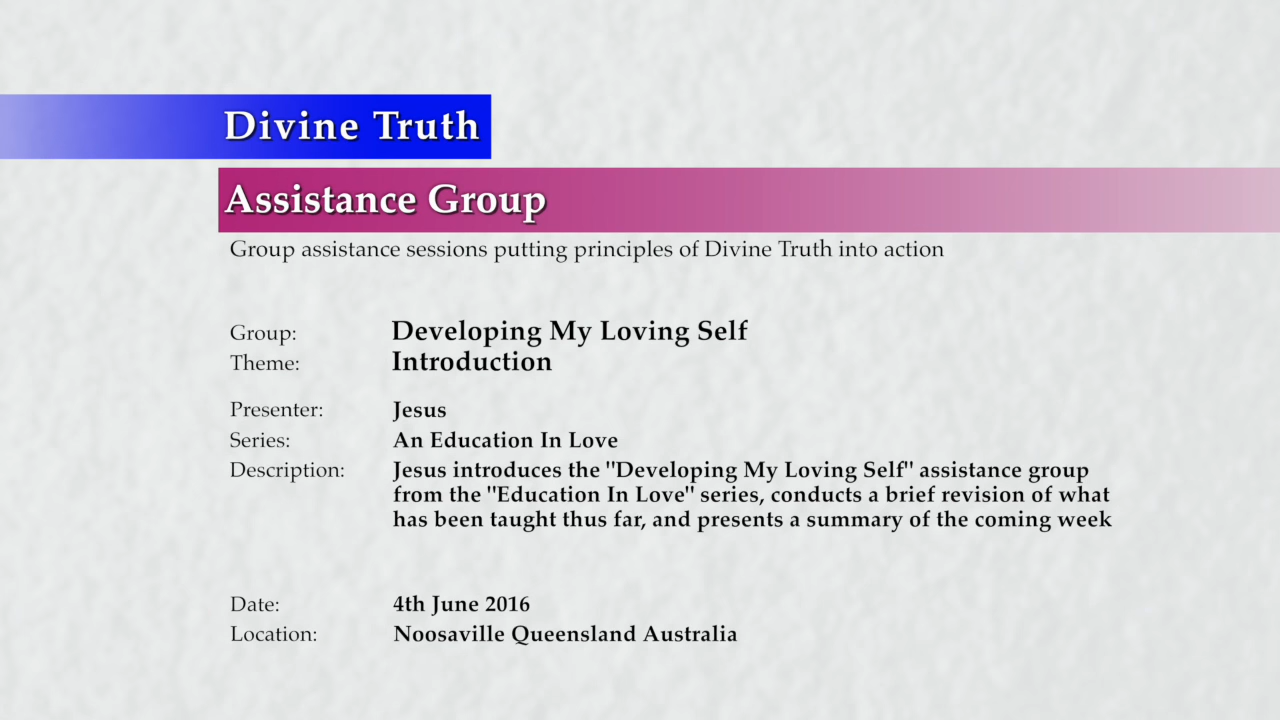 Divine Truth
Assistance Group
Group assistance sessions putting principles of Divine Truth into action
Group: Developing My Loving Self
Theme: Introduction
Presenter: Jesus
Series: An Education In Love
Description: Jesus introduces the "Developing My Loving Self" assistance group
from the "Education In Love" series, conducts a brief revision of what
has been taught thus far, and presents a summary of the coming week
Date: 4th June 2016
Location: Noosaville Queensland Australia